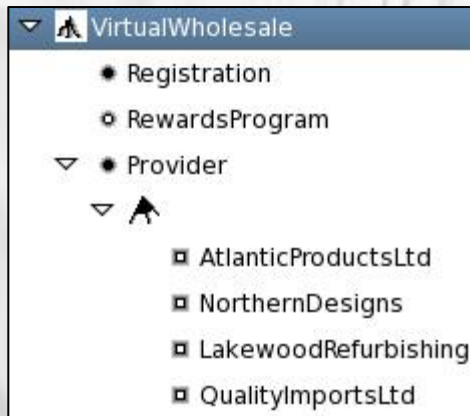 VirtualWholesale
Registration
RewardsProgram
Provider
AtlanticProductsLtd
NorthernDesigns
LakewoodRefurbishing
QualityImportsLtd